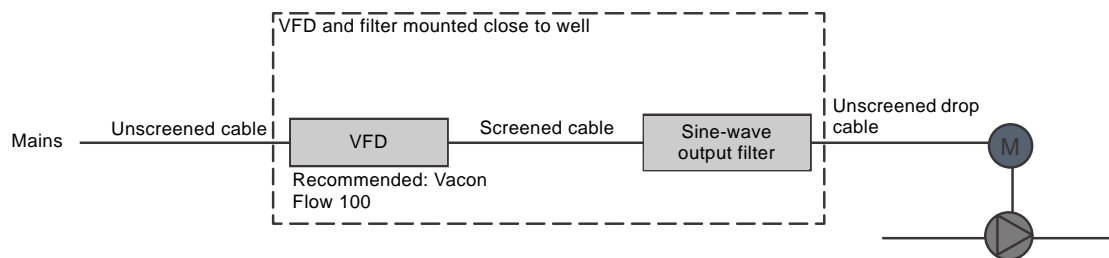 VFD and filter mounted close to well
Mains
Unscreened cable
VFD
Screened cable
Sine-wave
output filter
Unscreened drop
cable
M
Recommended: Vacon
Flow 100